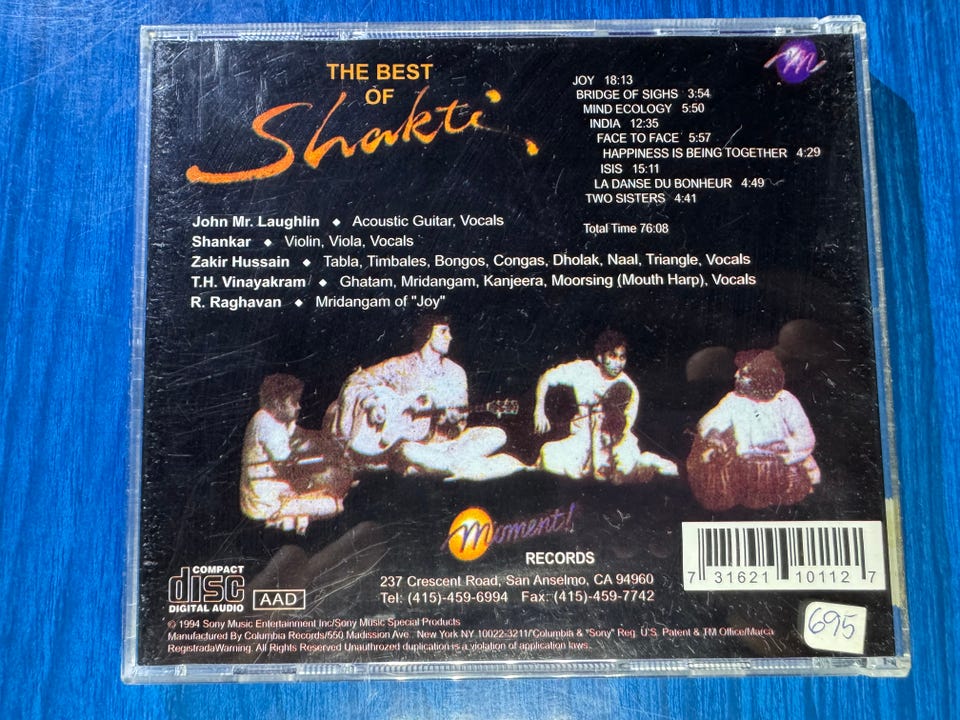 THE BEST
OF
Shakti
m
JOY 18:13
BRIDGE OF SIGHS 3:54
MIND ECOLOGY 5:50
INDIA 12:35
FACE TO FACE 5:57
HAPPINESS IS BEING TOGETHER 4:29
ISIS 15:11
LA DANSE DU BONHEUR 4:49
TWO SISTERS 4:41
Total Time 76:08
John Mr. Laughlin ◆ Acoustic Guitar, Vocals
Shankar ◆ Violin, Viola, Vocals
Zakir Hussain ◆ Tabla, Timbales, Bongos, Congas, Dholak, Naal, Triangle, Vocals
T.H. Vinayakram ◆ Ghatam, Mridangam, Kanjeera, Moorsing (Mouth Harp), Vocals
R. Raghavan ◆ Mridangam of "Joy"
Moment!
RECORDS
237 Crescent Road, San Anselmo, CA 94960
Tel: (415)-459-6994 Fax: (415)-459-7742
COMPACT
disc
DIGITAL AUDIO
AAD
7 31621 10112 7
695
© 1994 Sony Music Entertainment Inc/Sony Music Special Products
Manufactured By Columbia Records/550 Madission Ave. New York NY 10022-3211/Columbia & "Sony" Reg. U.S. Patent & TM Office/Marca
RegistradaWarning. All Rights Reserved Unauthrozed duplication is a violation of application laws.